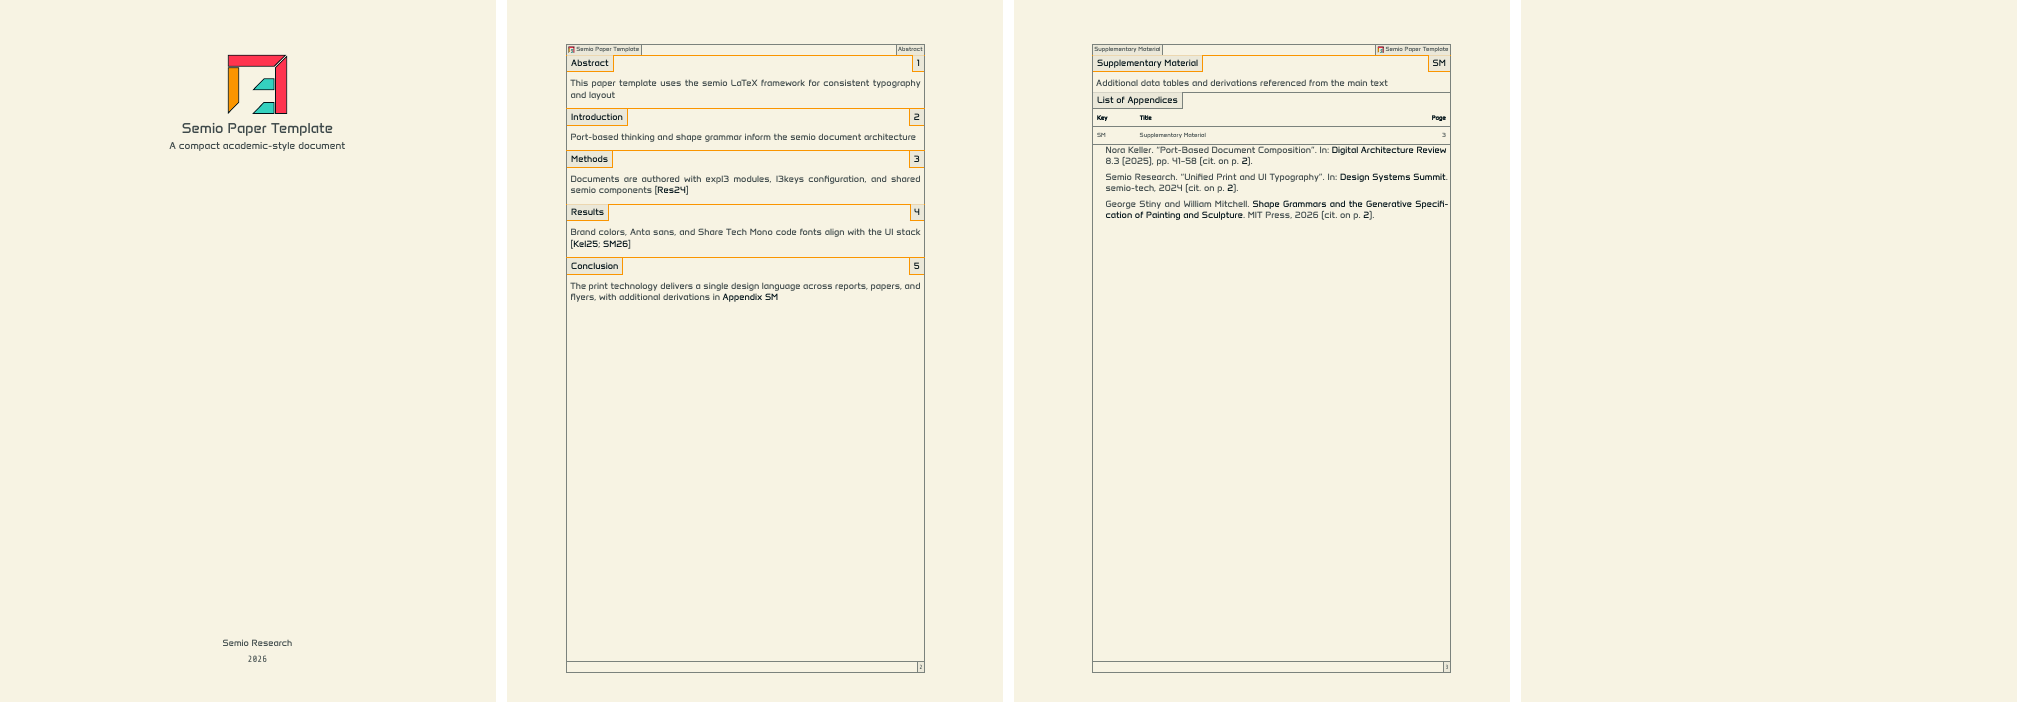 Semio Paper Template
A compact academic-style document
Semio Research
2026
Semio Paper Template
Abstract
Abstract
1
This paper template uses the semio LaTeX framework for consistent typography
and layout
Introduction
2
Port-based thinking and shape grammar inform the semio document architecture
Methods
3
Documents are authored with expl3 modules, l3keys configuration, and shared
semio components [Res24]
Results
4
Brand colors, Anta sans, and Share Tech Mono code fonts align with the UI stack
[Kel25; SM26]
Conclusion
5
The print technology delivers a single design language across reports, papers, and
flyers, with additional derivations in Appendix SM
2
Supplementary Material
Semio Paper Template
Supplementary Material
SM
Additional data tables and derivations referenced from the main text
List of Appendices
Key Title Page
SM Supplementary Material 3
Nora Keller. “Port-Based Document Composition”. In: Digital Architecture Review
8.3 [2025], pp. 41–58 [cit. on p. 2].
Semio Research. “Unified Print and UI Typography”. In: Design Systems Summit.
semio-tech, 2024 [cit. on p. 2].
George Stiny and William Mitchell. Shape Grammars and the Generative Specifi-
cation of Painting and Sculpture. MIT Press, 2026 [cit. on p. 2].
3